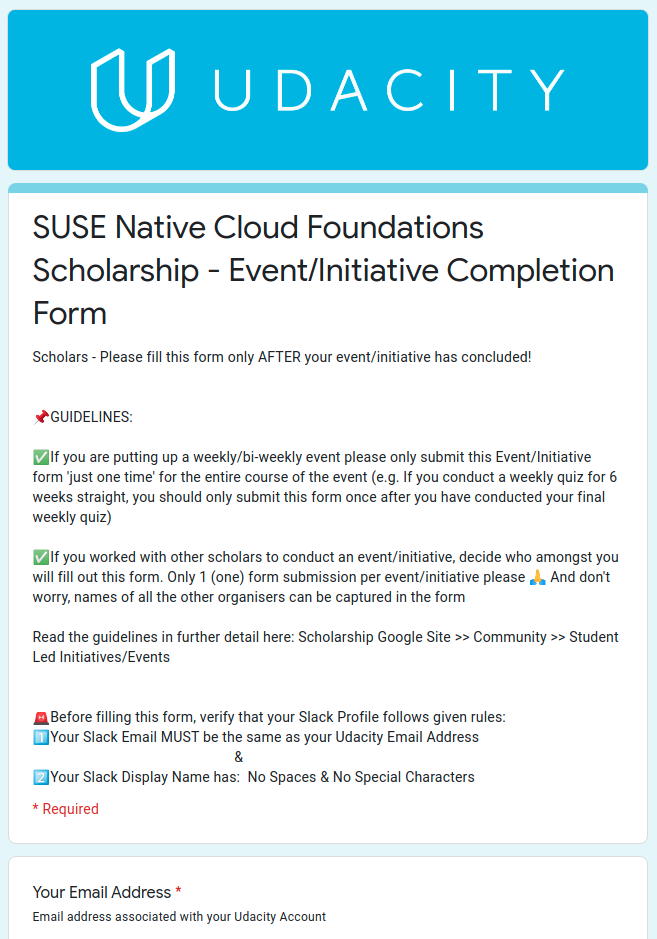 UDACITY
SUSE Native Cloud Foundations
Scholarship - Event/Initiative Completion
Form
Scholars - Please fill this form only AFTER your event/initiative has concluded!
📌GUIDELINES:
✅If you are putting up a weekly/bi-weekly event please only submit this Event/Initiative
form 'just one time' for the entire course of the event (e.g. If you conduct a weekly quiz for 6
weeks straight, you should only submit this form once after you have conducted your final
weekly quiz)
✅If you worked with other scholars to conduct an event/initiative, decide who amongst you
will fill out this form. Only 1 (one) form submission per event/initiative please 🙏 And don't
worry, names of all the other organisers can be captured in the form
Read the guidelines in further detail here: Scholarship Google Site >> Community >> Student
Led Initiatives/Events
🚨Before filling this form, verify that your Slack Profile follows given rules:
1️⃣Your Slack Email MUST be the same as your Udacity Email Address
&
2️⃣Your Slack Display Name has:  No Spaces & No Special Characters
* Required
Your Email Address *
Email address associated with your Udacity Account